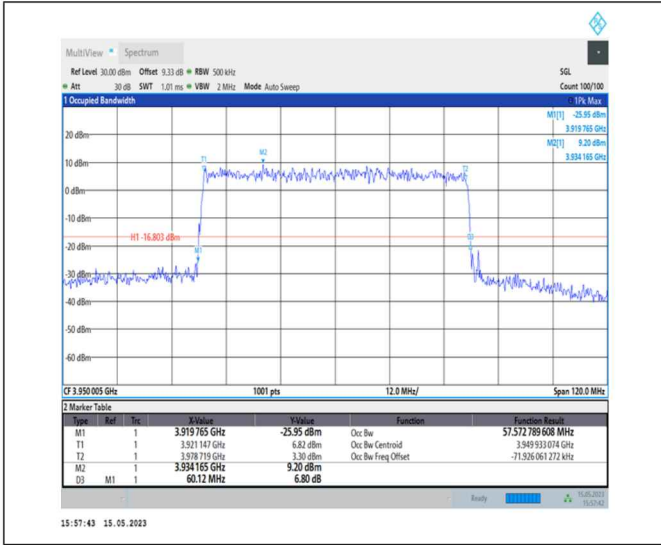 MultiView Spectrum
Ref Level 30.00 dBm Offset 9.33 dB RBW 500 kHz SGL
Att 30 dB SWT 1.01 ms VBW 2 MHz Mode Auto Sweep Count 100/100
1 Occupied Bandwidth 1Pk Max
M1[1] -25.95 dBm
3.919 765 GHz
M2[1] 9.20 dBm
3.934 165 GHz
20 dBm
M2
T1 T2
10 dBm
0 dBm
-10 dBm
H1 -16.803 dBm
D3
-20 dBm
M1
-30 dBm
-40 dBm
-50 dBm
-60 dBm
CF 3.950 005 GHz 1001 pts 12.0 MHz/ Span 120.0 MHz
2 Marker Table
Type Ref Trc X-Value Y-Value Function Function Result
M1 1 3.919 765 GHz -25.95 dBm Occ Bw 57.572 789 608 MHz
T1 1 3.921 147 GHz 6.82 dBm Occ Bw Centroid 3.949 933 074 GHz
T2 1 3.978 719 GHz 3.30 dBm Occ Bw Freq Offset -71.926 061 272 kHz
M2 1 3.934 165 GHz 9.20 dBm
D3 M1 1 60.12 MHz 6.80 dB
Ready 15.05.2023
15:57:42
15:57:43 15.05.2023